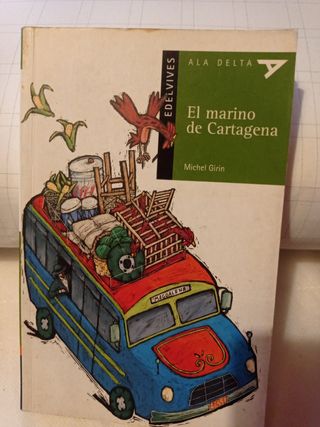 EDELVIVES
ALA DELTA
El marino
de Cartagena
Michel Girin